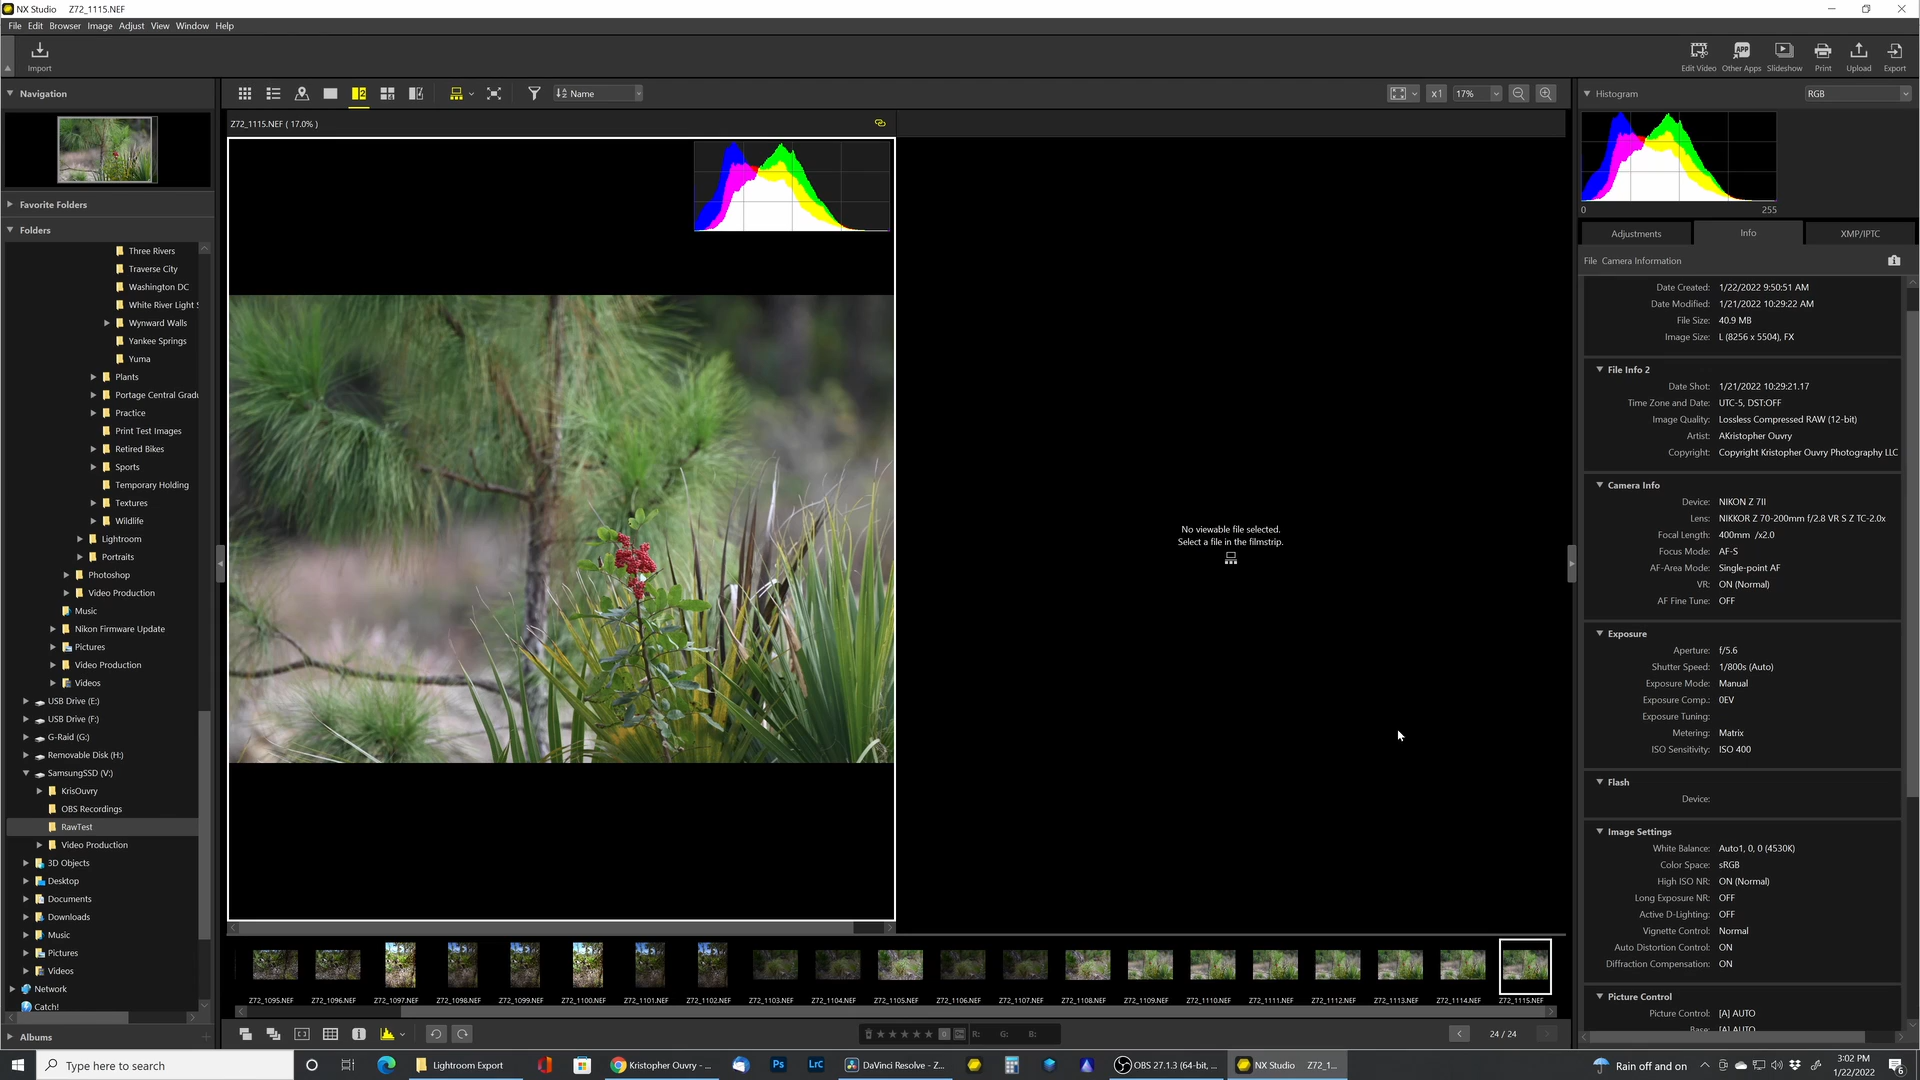 NX Studio Z72_1115.NEF
File Edit Browser Image Adjust View Window Help
Import
Edit Video Other Apps Slideshow Print Upload Export
Navigation
Name
x1 17%
Histogram RGB
Z72_1115.NEF ( 17.0% )
0 255
Favorite Folders
Folders
Three Rivers
Traverse City
Washington DC
White River Light S
Wynward Walls
Yankee Springs
Yuma
Plants
Portage Central Gradu
Practice
Print Test Images
Retired Bikes
Sports
Temporary Holding
Textures
Wildlife
Lightroom
Portraits
Photoshop
Video Production
Music
Nikon Firmware Update
Pictures
Video Production
Videos
USB Drive (E:)
USB Drive (F:)
G-Raid (G:)
Removable Disk (H:)
SamsungSSD (V:)
KrisOuvry
OBS Recordings
RawTest
Video Production
3D Objects
Desktop
Documents
Downloads
Music
Pictures
Videos
Network
Catch!
Albums
No viewable file selected.
Select a file in the filmstrip.
Adjustments Info XMP/IPTC
File Camera Information
Date Created: 1/22/2022 9:50:51 AM
Date Modified: 1/21/2022 10:29:22 AM
File Size: 40.9 MB
Image Size: L (8256 x 5504), FX
File Info 2
Date Shot: 1/21/2022 10:29:21.17
Time Zone and Date: UTC-5, DST:OFF
Image Quality: Lossless Compressed RAW (12-bit)
Artist: AKristopher Ouvry
Copyright: Copyright Kristopher Ouvry Photography LLC
Camera Info
Device: NIKON Z 7II
Lens: NIKKOR Z 70-200mm f/2.8 VR S Z TC-2.0x
Focal Length: 400mm /x2.0
Focus Mode: AF-S
AF-Area Mode: Single-point AF
VR: ON (Normal)
AF Fine Tune: OFF
Exposure
Aperture: f/5.6
Shutter Speed: 1/800s (Auto)
Exposure Mode: Manual
Exposure Comp.: 0EV
Exposure Tuning:
Metering: Matrix
ISO Sensitivity: ISO 400
Flash
Device:
Image Settings
White Balance: Auto1, 0, 0 (4530K)
Color Space: sRGB
High ISO NR: ON (Normal)
Long Exposure NR: OFF
Active D-Lighting: OFF
Vignette Control: Normal
Auto Distortion Control: ON
Diffraction Compensation: ON
Picture Control
Picture Control: [A] AUTO
Base: [A] AUTO
Z72_1095.NEF Z72_1096.NEF Z72_1097.NEF Z72_1098.NEF Z72_1099.NEF Z72_1100.NEF Z72_1101.NEF Z72_1102.NEF Z72_1103.NEF Z72_1104.NEF Z72_1105.NEF Z72_1106.NEF Z72_1107.NEF Z72_1108.NEF Z72_1109.NEF Z72_1110.NEF Z72_1111.NEF Z72_1112.NEF Z72_1113.NEF Z72_1114.NEF Z72_1115.NEF
R: G: B:
24 / 24
Type here to search
Lightroom Export
Kristopher Ouvry - ...
Ps
LrC
DaVinci Resolve - Z...
OBS 27.1.3 (64-bit, ...
NX Studio Z72_1...
Rain off and on
3:02 PM
1/22/2022
6